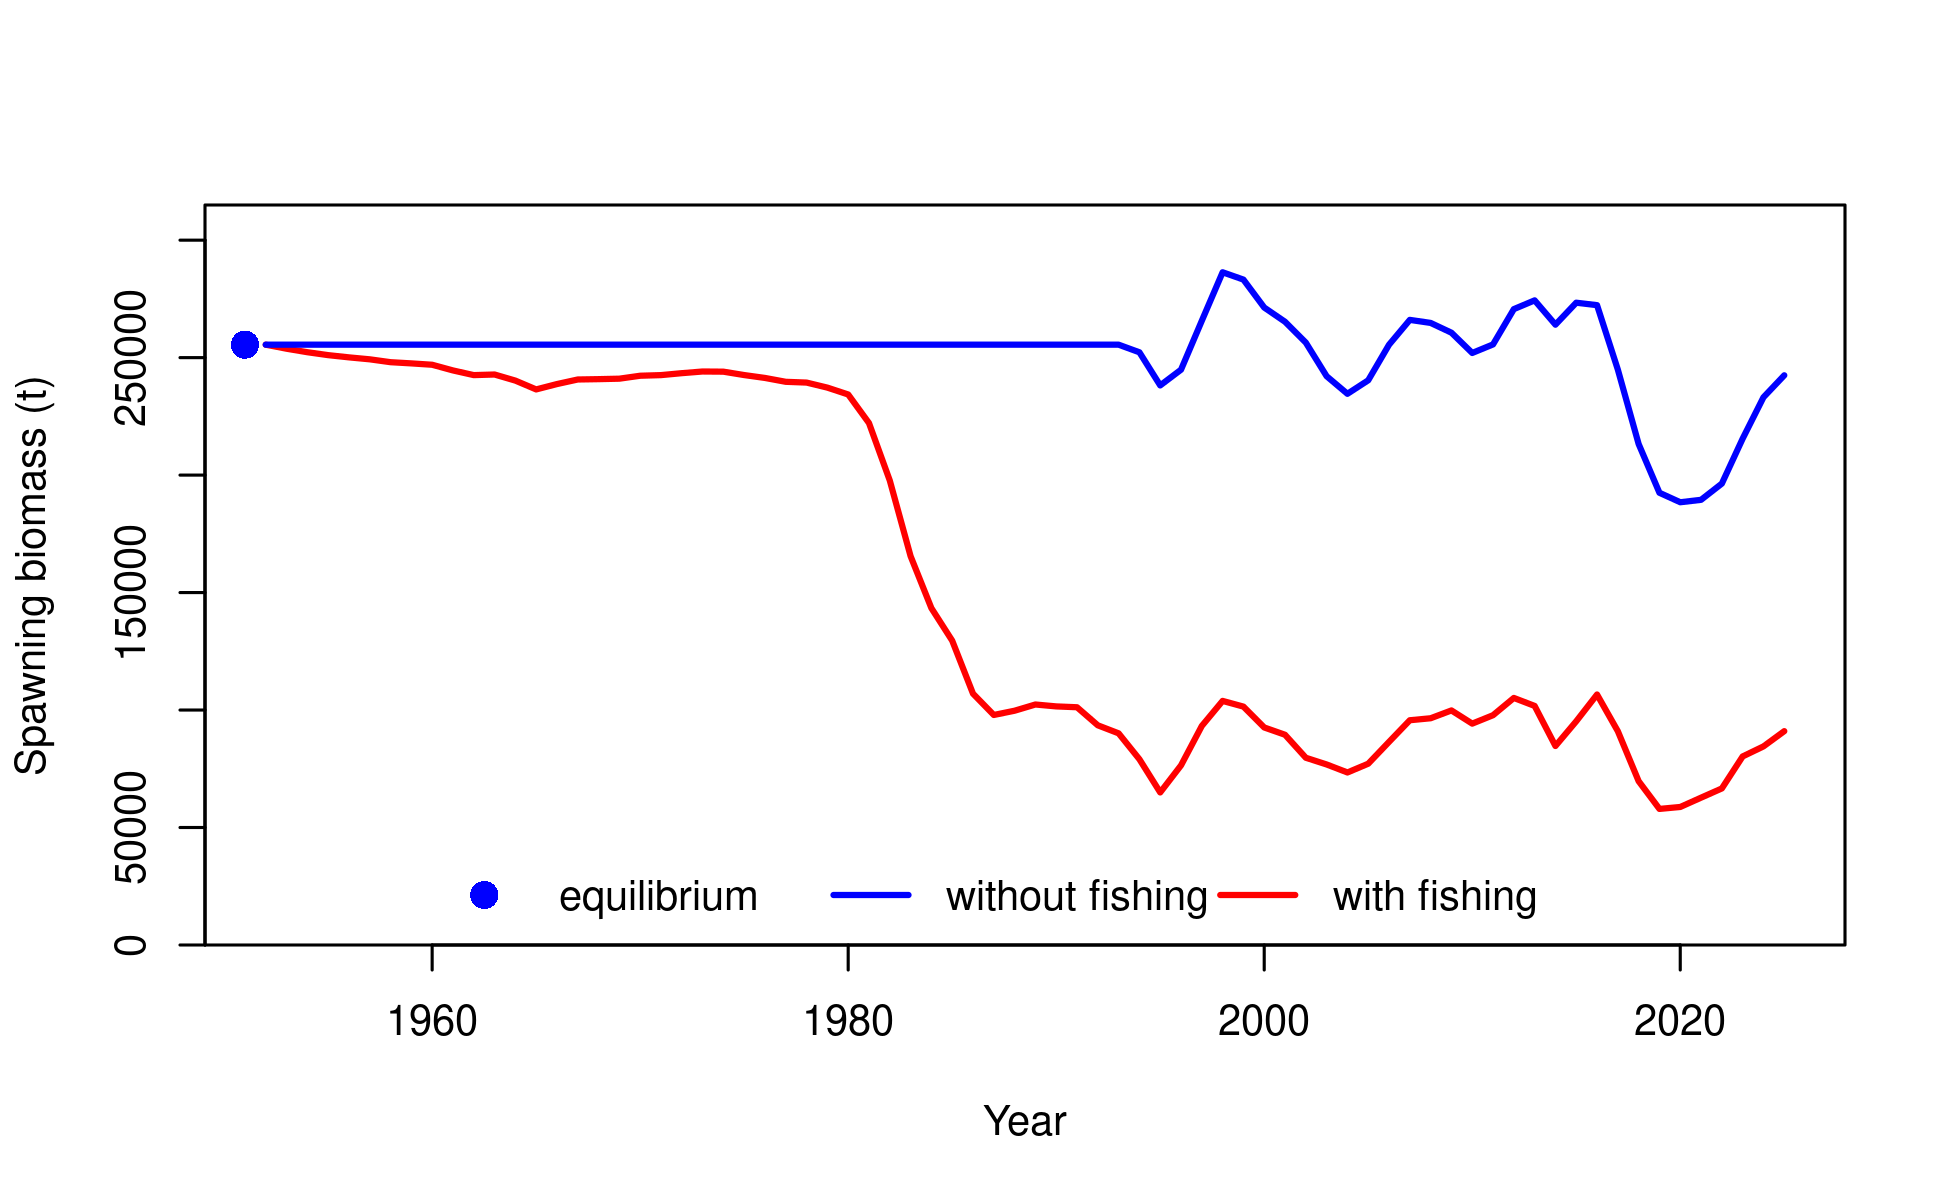 Spawning biomass (t)
250000
150000
50000
0
equilibrium without fishing with fishing
1960 1980 2000 2020
Year